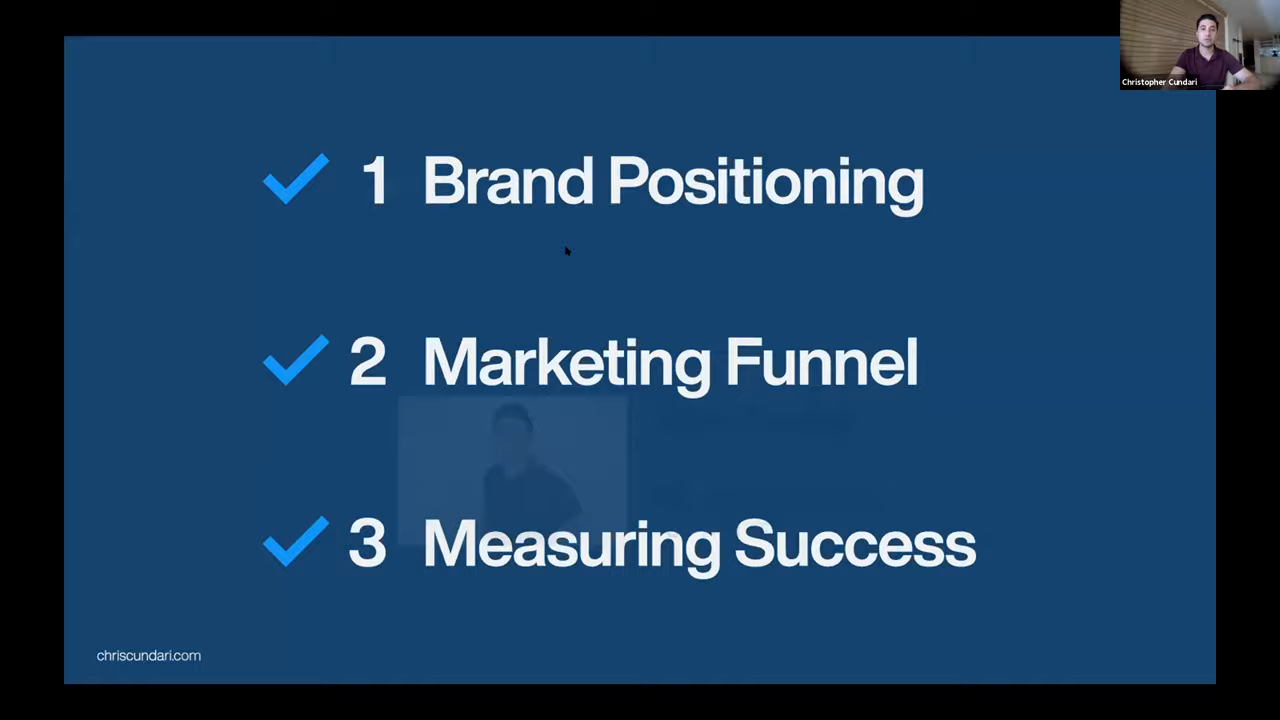 Christopher Cundari
1 Brand Positioning
2 Marketing Funnel
3 Measuring Success
chriscundari.com